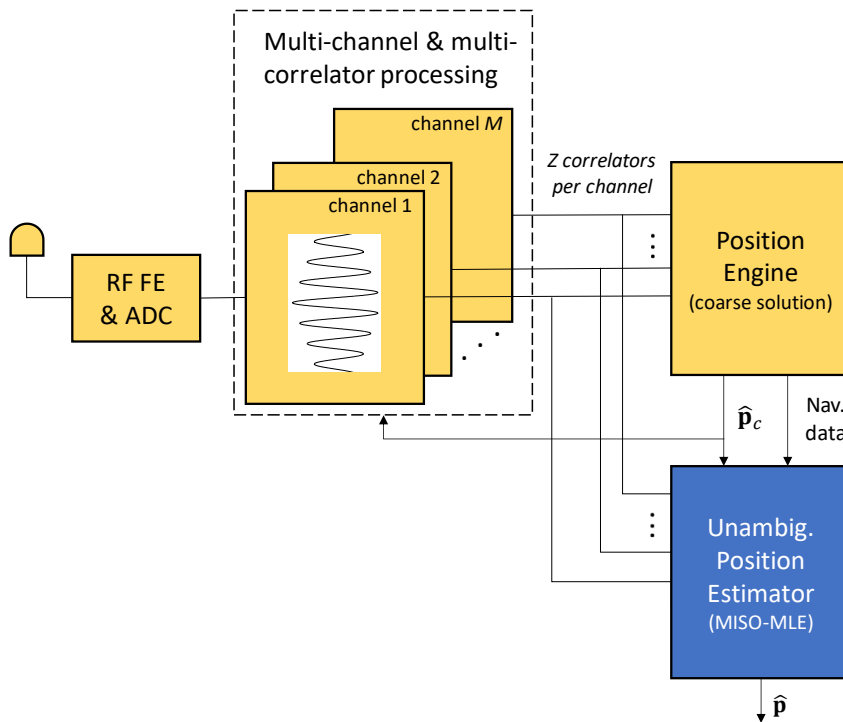 Multi-channel & multi-
correlator processing
channel M
channel 2
channel 1
Z correlators
per channel
RF FE
& ADC
Position
Engine
(coarse solution)
p̂c
Nav.
data
Unambig.
Position
Estimator
(MISO-MLE)
p̂